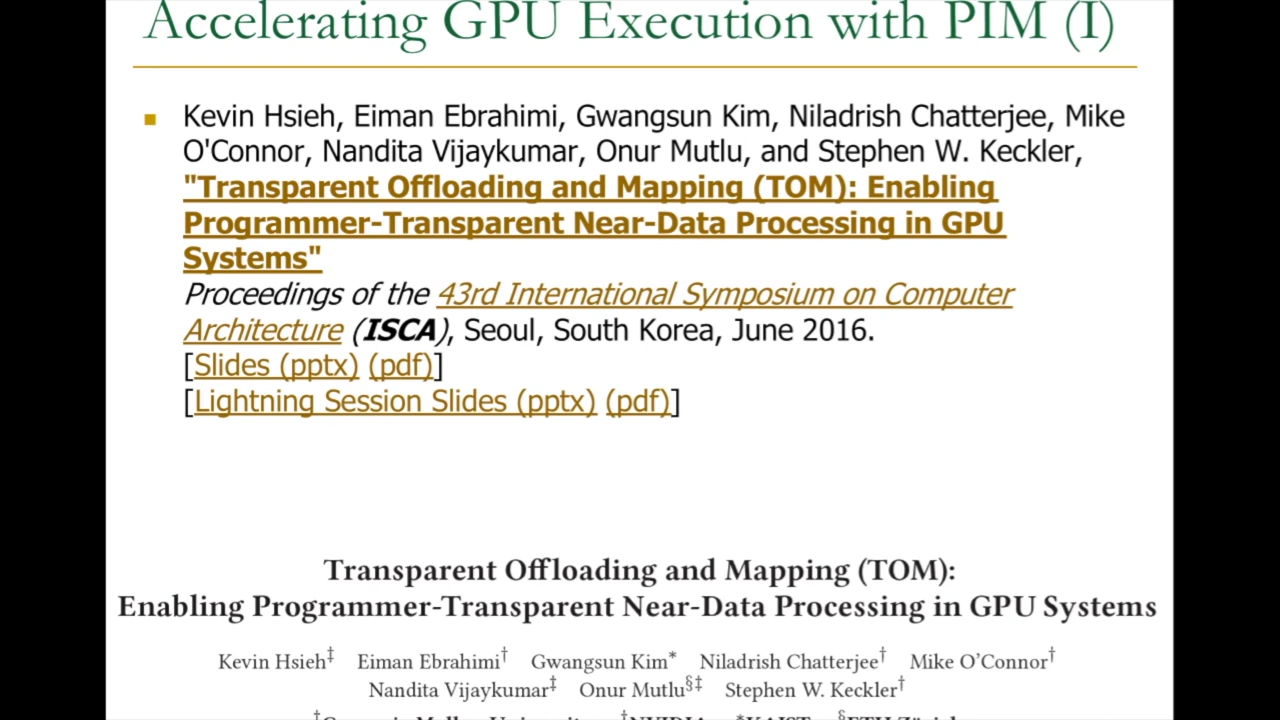 Accelerating GPU Execution with PIM (I)
Kevin Hsieh, Eiman Ebrahimi, Gwangsun Kim, Niladrish Chatterjee, Mike
O'Connor, Nandita Vijaykumar, Onur Mutlu, and Stephen W. Keckler,
"Transparent Offloading and Mapping (TOM): Enabling
Programmer-Transparent Near-Data Processing in GPU
Systems"
Proceedings of the 43rd International Symposium on Computer
Architecture (ISCA), Seoul, South Korea, June 2016.
[Slides (pptx) (pdf)]
[Lightning Session Slides (pptx) (pdf)]
Transparent Offloading and Mapping (TOM):
Enabling Programmer-Transparent Near-Data Processing in GPU Systems
Kevin Hsieh‡ Eiman Ebrahimi† Gwangsun Kim* Niladrish Chatterjee† Mike O'Connor†
Nandita Vijaykumar‡ Onur Mutlu§‡ Stephen W. Keckler†